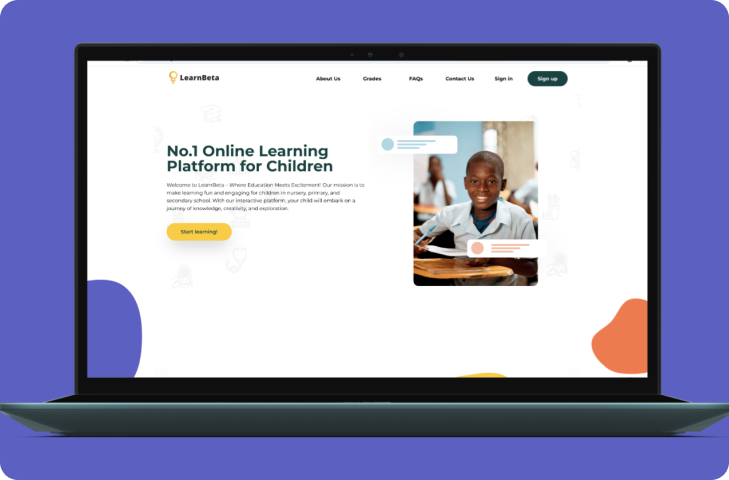 LearnBeta
About Us Grades FAQs Contact Us Sign in Sign up
No.1 Online Learning
Platform for Children
Welcome to LearnBeta - Where Education Meets Excitement! Our mission is to
make learning fun and engaging for children in nursery, primary, and
secondary school. With our interactive platform, your child will embark on a
journey of knowledge, creativity, and exploration.
Start learning!